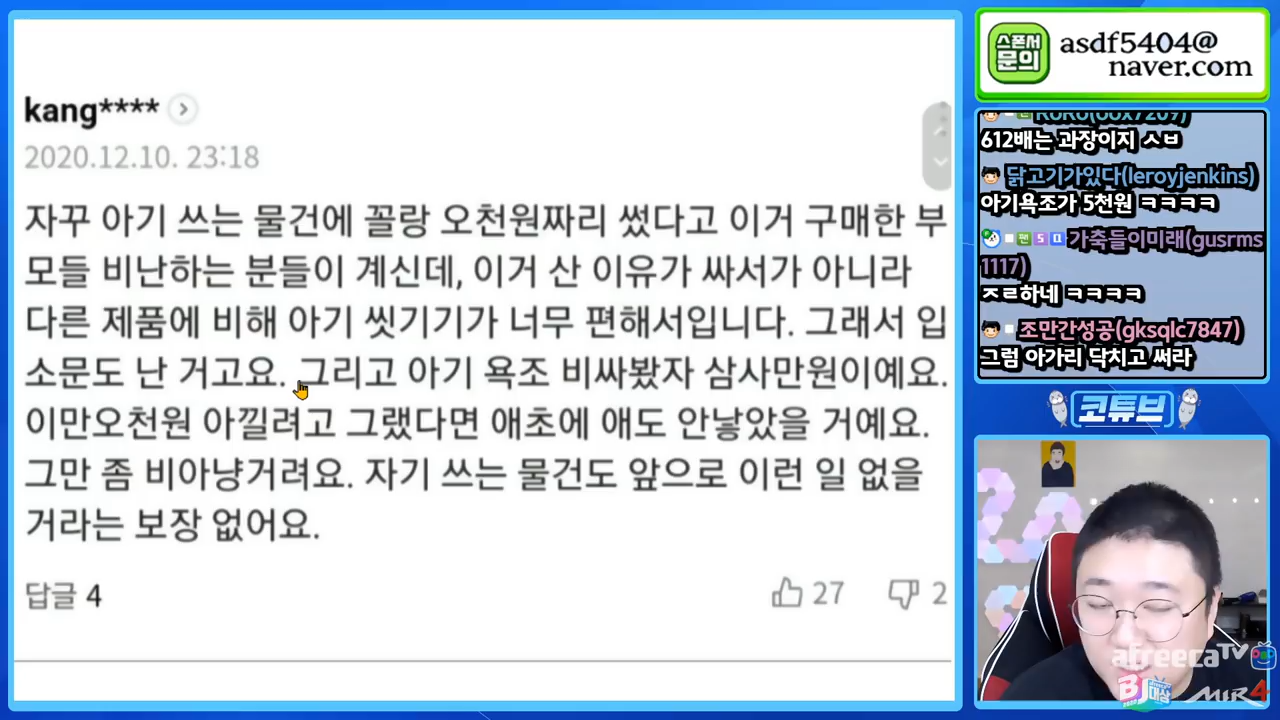 kang****
2020.12.10. 23:18
자꾸 아기 쓰는 물건에 꼴랑 오천원짜리 썼다고 이거 구매한 부
모들 비난하는 분들이 계신데, 이거 산 이유가 싸서가 아니라
다른 제품에 비해 아기 씻기기가 너무 편해서입니다. 그래서 입
소문도 난 거고요. 그리고 아기 욕조 비싸봤자 삼사만원이예요.
이만오천원 아낄려고 그랬다면 애초에 애도 안낳았을 거예요.
그만 좀 비아냥거려요. 자기 쓰는 물건도 앞으로 이런 일 없을
거라는 보장 없어요.
답글 4
27
2
스폰서
문의
asdf5404@
naver.com
612배는 과장이지 ㅅㅂ
닭고기가있다(leroyjenkins)
아기욕조가 5천원 ㅋㅋㅋㅋ
팬 5 가축들이미래(gusrms
1117)
ㅈㄹ하네 ㅋㅋㅋㅋ
조만간성공(gksqlc7847)
그럼 아가리 닥치고 써라
코튜브
afreecaTV
BJ대상
MIR4